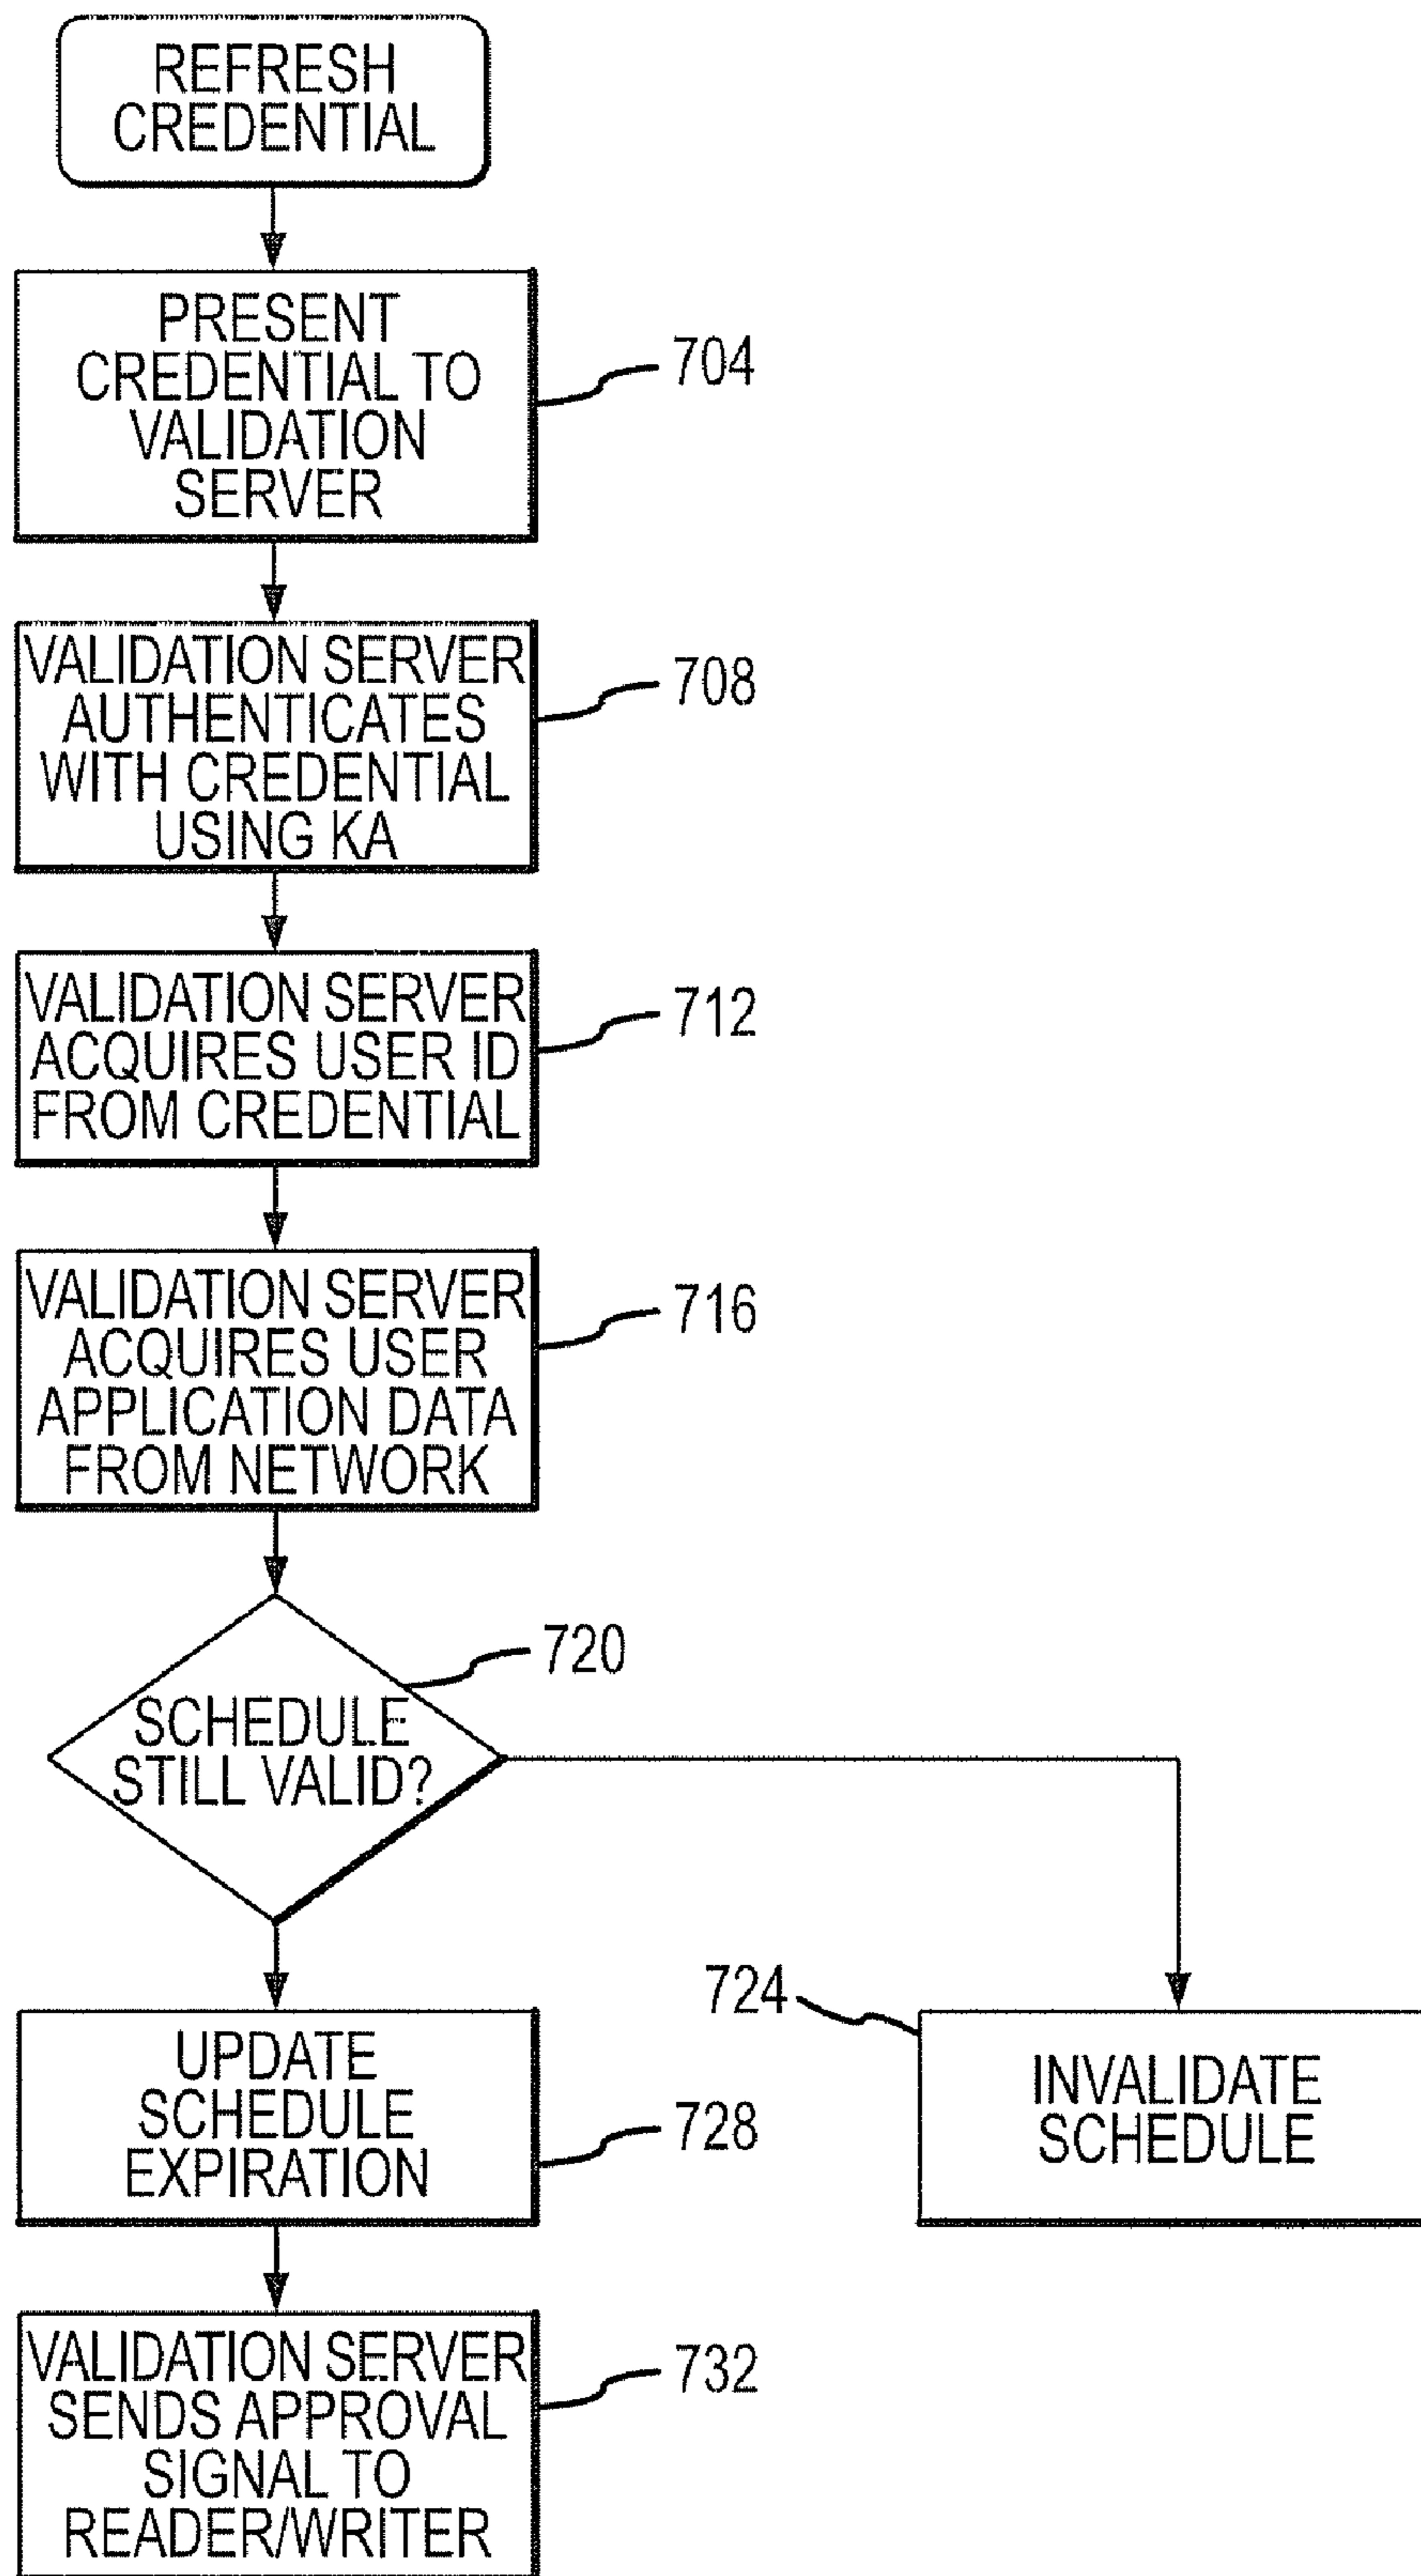 REFRESH
CREDENTIAL
PRESENT
CREDENTIAL TO
VALIDATION
SERVER
704
VALIDATION SERVER
AUTHENTICATES
WITH CREDENTIAL
USING KA
708
VALIDATION SERVER
ACQUIRES USER ID
FROM CREDENTIAL
712
VALIDATION SERVER
ACQUIRES USER
APPLICATION DATA
FROM NETWORK
716
720
SCHEDULE
STILL VALID?
724
INVALIDATE
SCHEDULE
UPDATE
SCHEDULE
EXPIRATION
728
VALIDATION SERVER
SENDS APPROVAL
SIGNAL TO
READER/WRITER
732